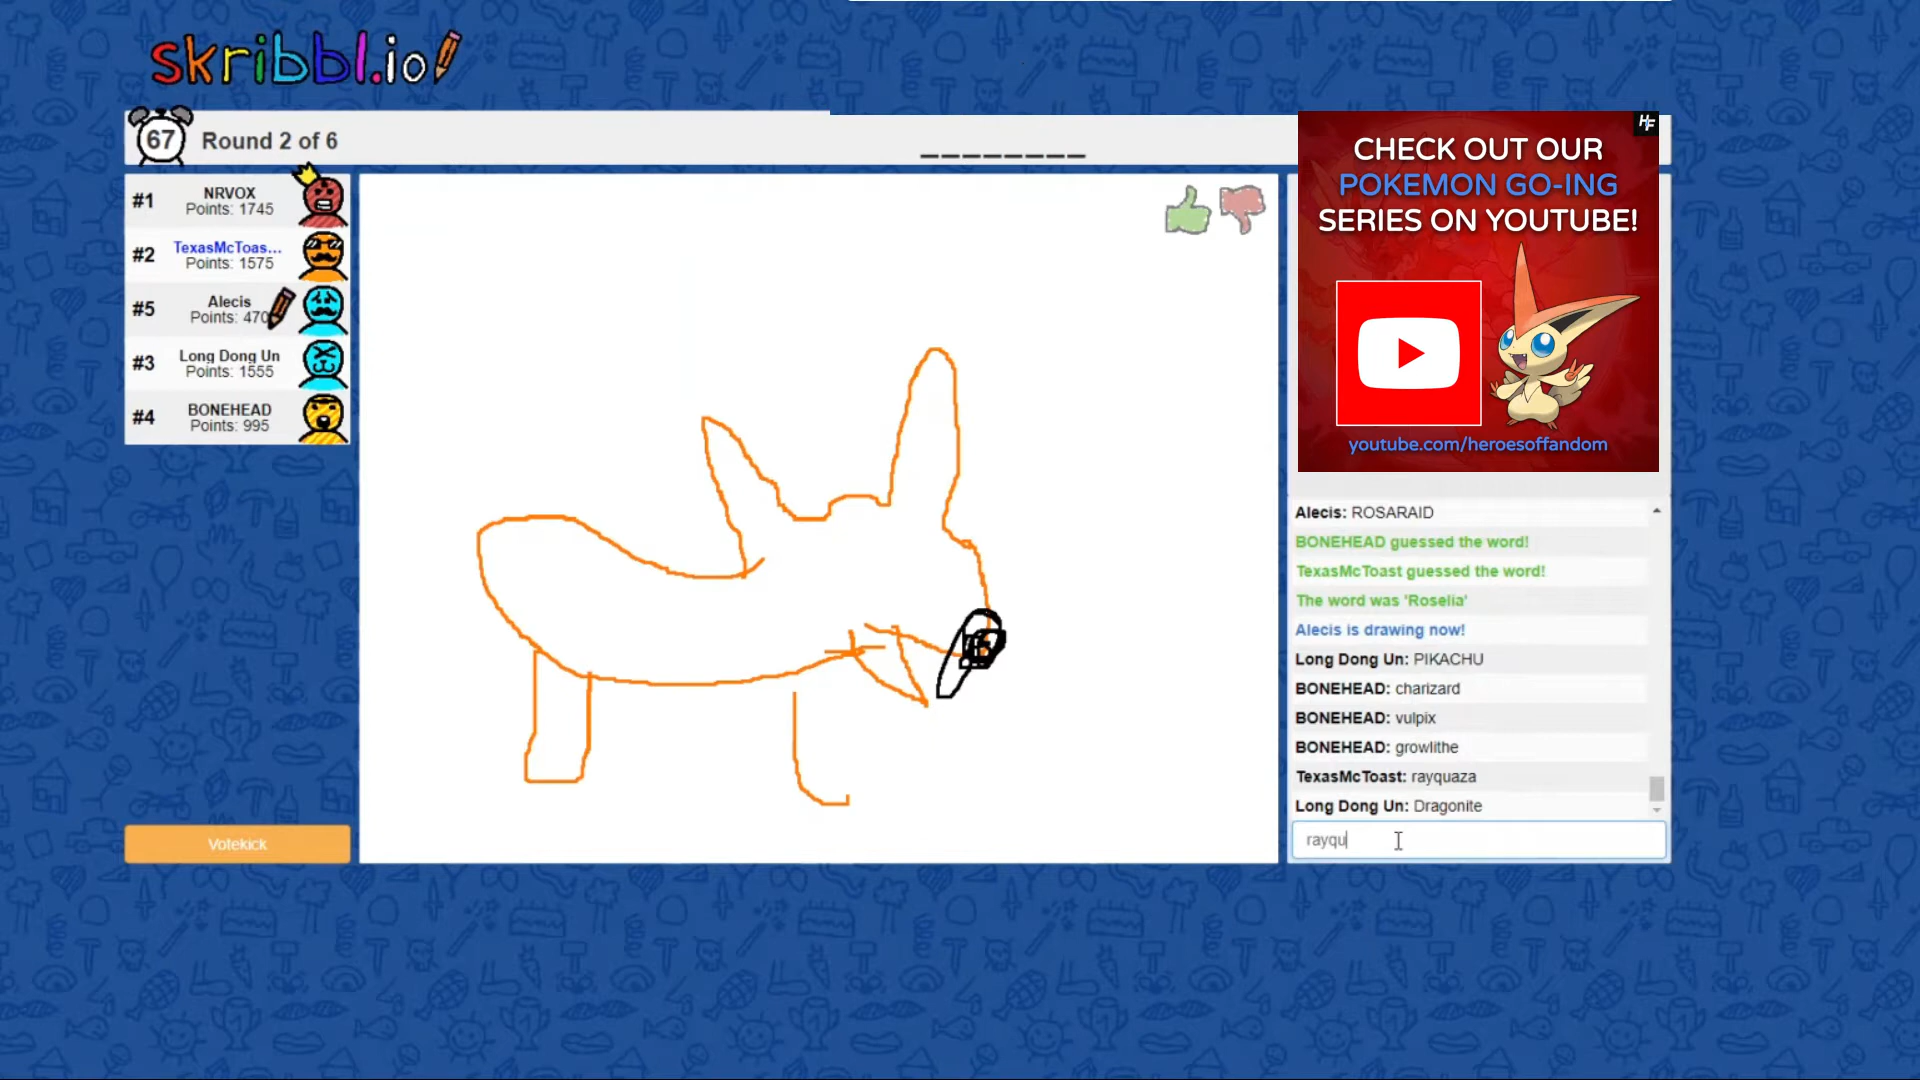 skribbl.io
67
Round 2 of 6
________
HF
CHECK OUT OUR
POKEMON GO-ING
SERIES ON YOUTUBE!
youtube.com/heroesoffandom
#1 NRVOX
Points: 1745
#2 TexasMcToas...
Points: 1575
#5 Alecis
Points: 470
#3 Long Dong Un
Points: 1555
#4 BONEHEAD
Points: 995
Votekick
Alecis: ROSARAID
BONEHEAD guessed the word!
TexasMcToast guessed the word!
The word was 'Roselia'
Alecis is drawing now!
Long Dong Un: PIKACHU
BONEHEAD: charizard
BONEHEAD: vulpix
BONEHEAD: growlithe
TexasMcToast: rayquaza
Long Dong Un: Dragonite
rayqu